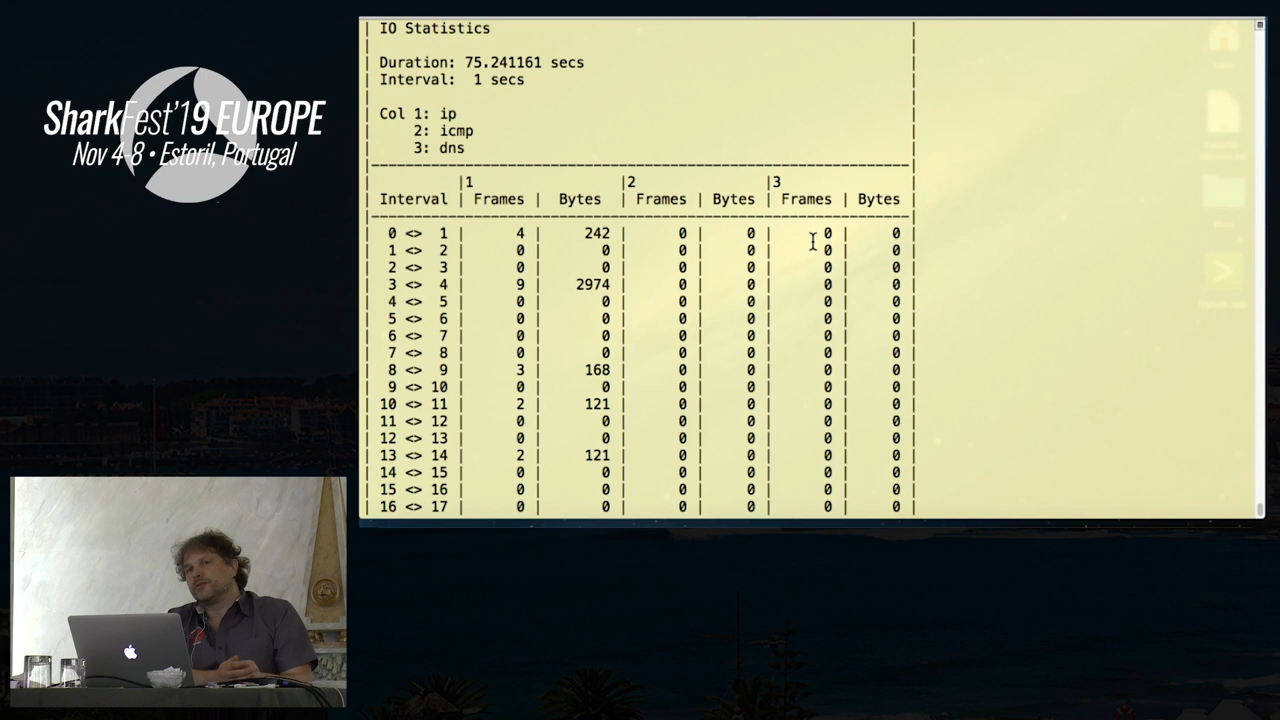 SharkFest'19 EUROPE
Nov 4-8 • Estoril, Portugal
| IO Statistics |
| Duration: 75.241161 secs |
| Interval: 1 secs |
| Col 1: ip |
| 2: icmp |
| 3: dns |
| |1 |2 |3 |
| Interval | Frames | Bytes | Frames | Bytes | Frames | Bytes |
| 0 <> 1 | 4 | 242 | 0 | 0 | 0 | 0 |
| 1 <> 2 | 0 | 0 | 0 | 0 | 0 | 0 |
| 2 <> 3 | 0 | 0 | 0 | 0 | 0 | 0 |
| 3 <> 4 | 9 | 2974 | 0 | 0 | 0 | 0 |
| 4 <> 5 | 0 | 0 | 0 | 0 | 0 | 0 |
| 5 <> 6 | 0 | 0 | 0 | 0 | 0 | 0 |
| 6 <> 7 | 0 | 0 | 0 | 0 | 0 | 0 |
| 7 <> 8 | 0 | 0 | 0 | 0 | 0 | 0 |
| 8 <> 9 | 3 | 168 | 0 | 0 | 0 | 0 |
| 9 <> 10 | 0 | 0 | 0 | 0 | 0 | 0 |
| 10 <> 11 | 2 | 121 | 0 | 0 | 0 | 0 |
| 11 <> 12 | 0 | 0 | 0 | 0 | 0 | 0 |
| 12 <> 13 | 0 | 0 | 0 | 0 | 0 | 0 |
| 13 <> 14 | 2 | 121 | 0 | 0 | 0 | 0 |
| 14 <> 15 | 0 | 0 | 0 | 0 | 0 | 0 |
| 15 <> 16 | 0 | 0 | 0 | 0 | 0 | 0 |
| 16 <> 17 | 0 | 0 | 0 | 0 | 0 | 0 |